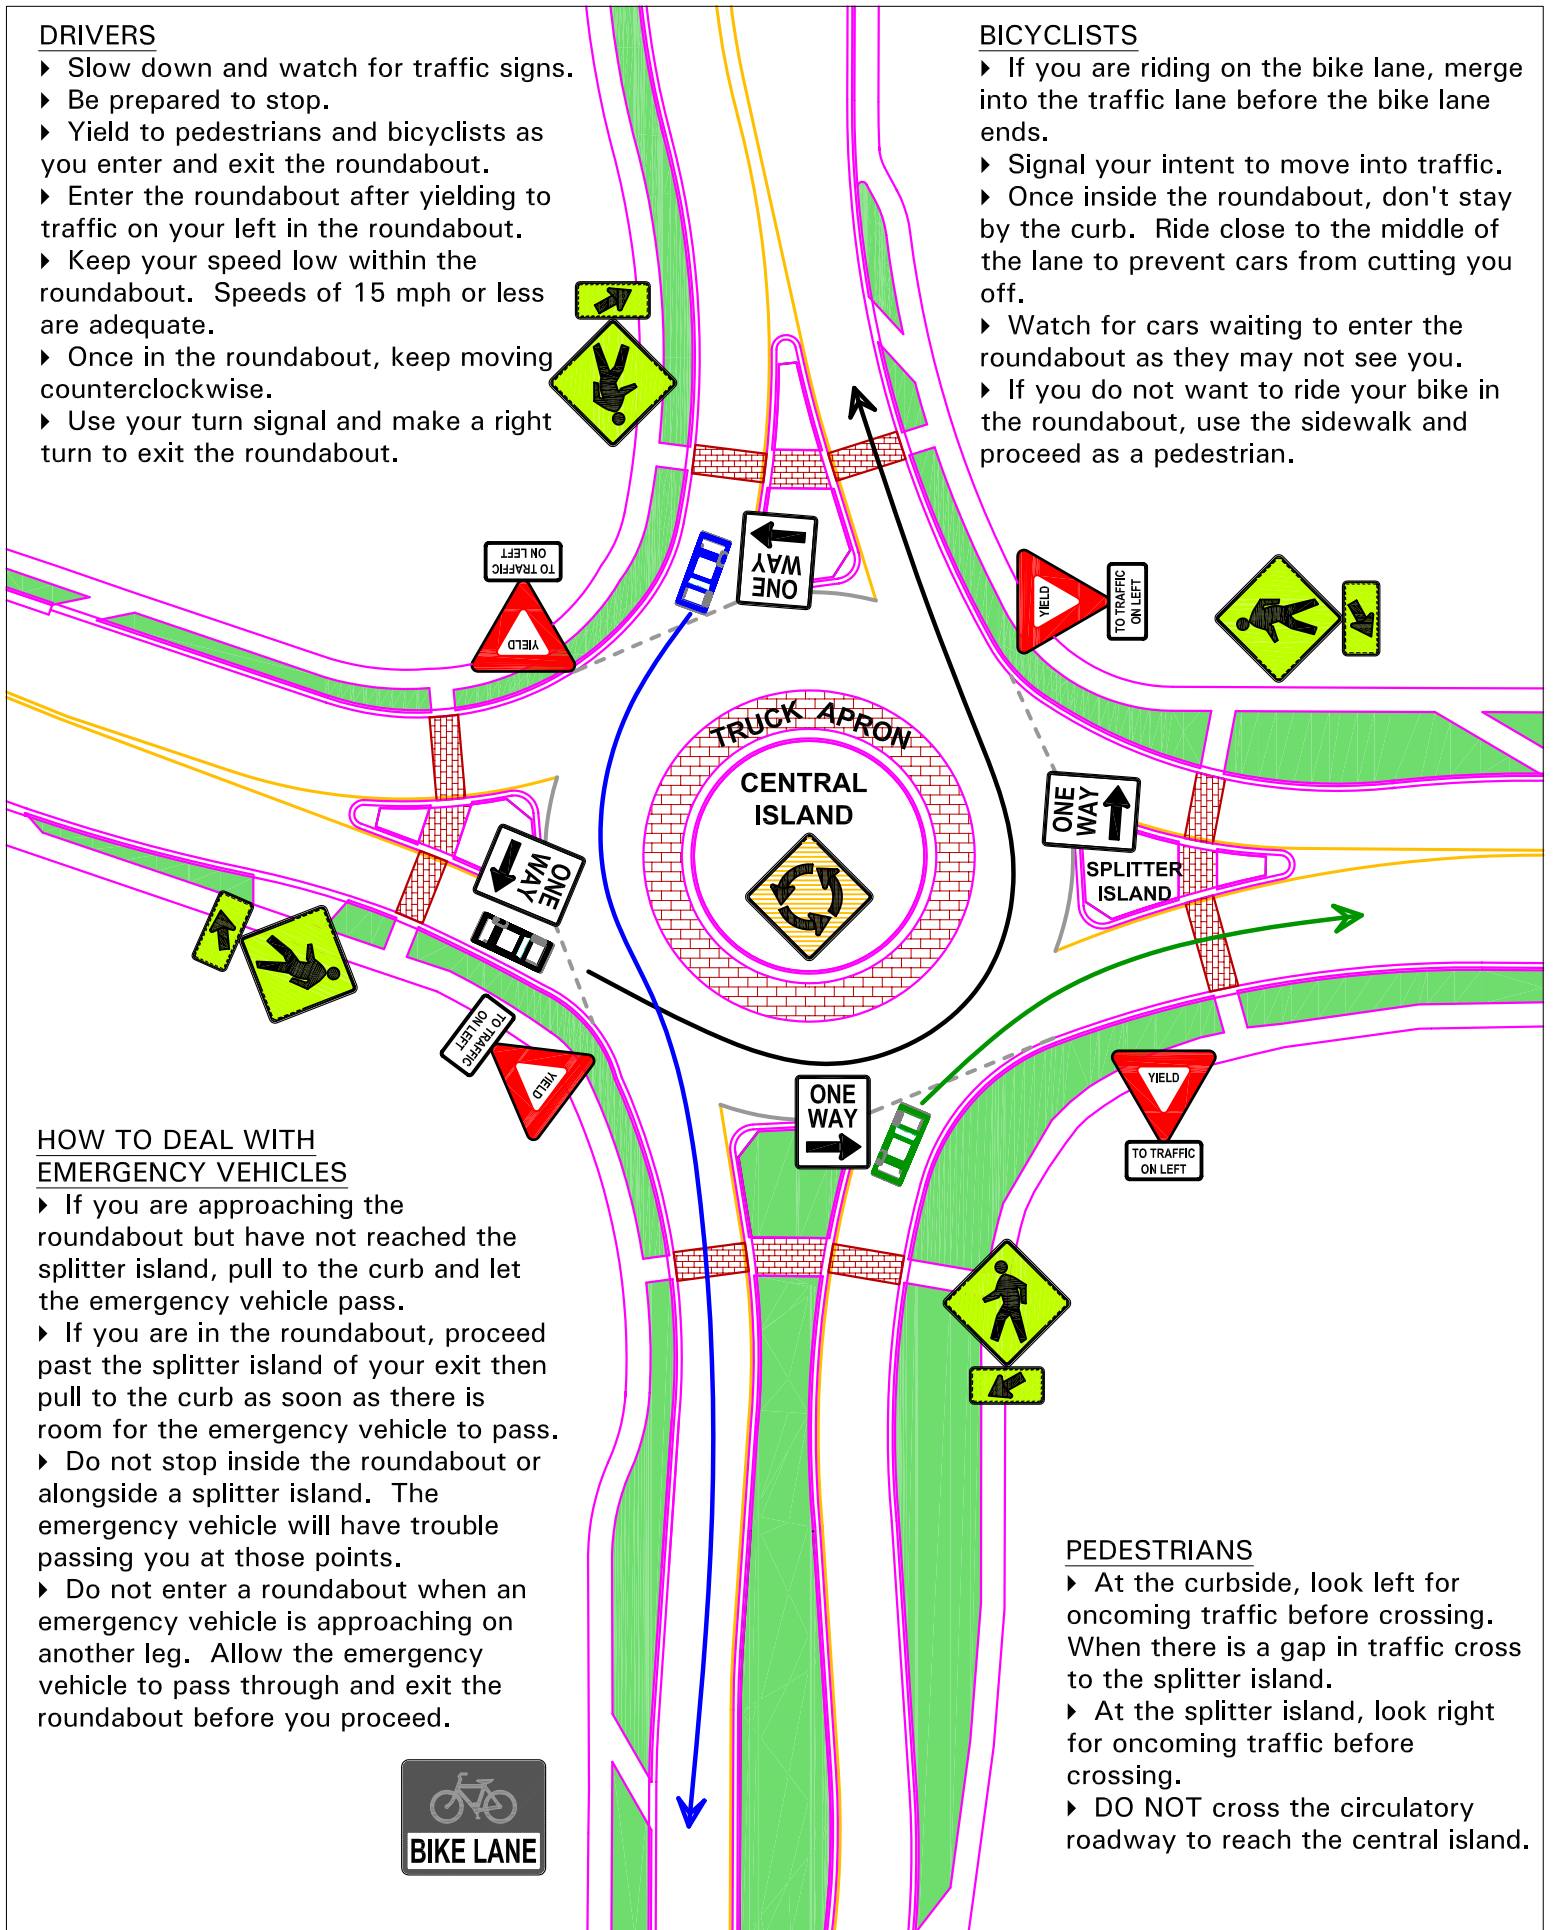 DRIVERS
▸ Slow down and watch for traffic signs.
▸ Be prepared to stop.
▸ Yield to pedestrians and bicyclists as
you enter and exit the roundabout.
▸ Enter the roundabout after yielding to
traffic on your left in the roundabout.
▸ Keep your speed low within the
roundabout.  Speeds of 15 mph or less
are adequate.
▸ Once in the roundabout, keep moving
counterclockwise.
▸ Use your turn signal and make a right
turn to exit the roundabout.
BICYCLISTS
▸ If you are riding on the bike lane, merge
into the traffic lane before the bike lane
ends.
▸ Signal your intent to move into traffic.
▸ Once inside the roundabout, don't stay
by the curb.  Ride close to the middle of
the lane to prevent cars from cutting you
off.
▸ Watch for cars waiting to enter the
roundabout as they may not see you.
▸ If you do not want to ride your bike in
the roundabout, use the sidewalk and
proceed as a pedestrian.
TO TRAFFIC
ON LEFT
YIELD
ONE
WAY
YIELD
TO TRAFFIC
ON LEFT
TRUCK APRON
CENTRAL
ISLAND
ONE
WAY
SPLITTER
ISLAND
ONE
WAY
TO TRAFFIC
ON LEFT
YIELD
ONE
WAY
YIELD
TO TRAFFIC
ON LEFT
HOW TO DEAL WITH
EMERGENCY VEHICLES
▸ If you are approaching the
roundabout but have not reached the
splitter island, pull to the curb and let
the emergency vehicle pass.
▸ If you are in the roundabout, proceed
past the splitter island of your exit then
pull to the curb as soon as there is
room for the emergency vehicle to pass.
▸ Do not stop inside the roundabout or
alongside a splitter island.  The
emergency vehicle will have trouble
passing you at those points.
▸ Do not enter a roundabout when an
emergency vehicle is approaching on
another leg.  Allow the emergency
vehicle to pass through and exit the
roundabout before you proceed.
BIKE LANE
PEDESTRIANS
▸ At the curbside, look left for
oncoming traffic before crossing.
When there is a gap in traffic cross
to the splitter island.
▸ At the splitter island, look right
for oncoming traffic before
crossing.
▸ DO NOT cross the circulatory
roadway to reach the central island.